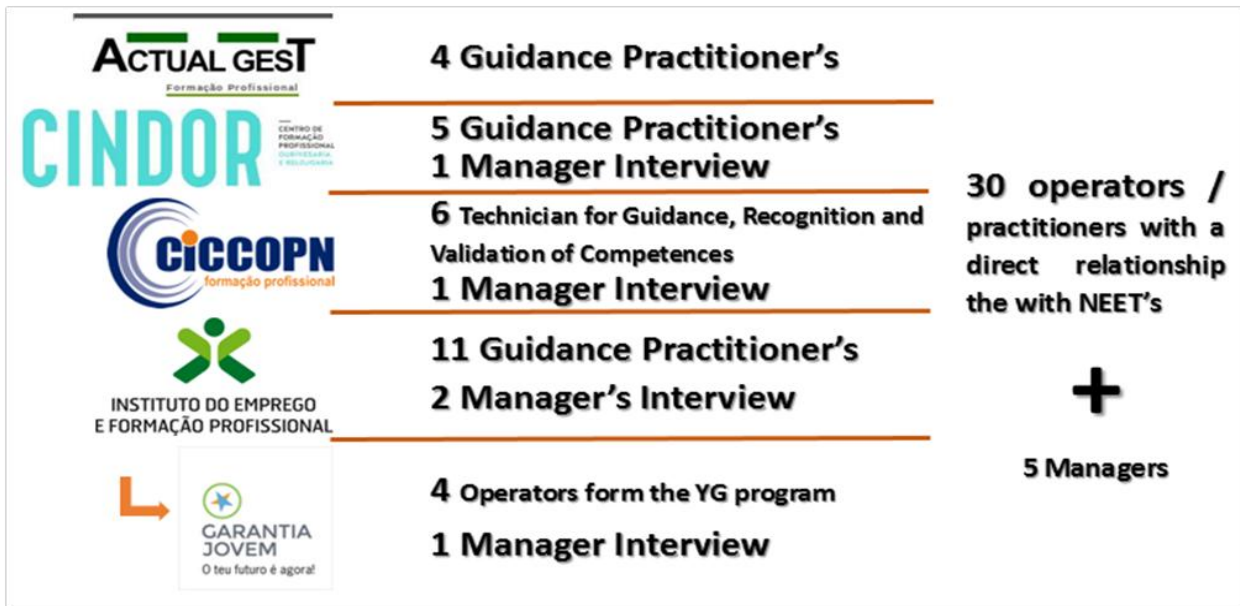 ACTUAL GEST
Formação Profissional
4 Guidance Practitioner's
CINDOR
CENTRO DE
FORMAÇÃO
PROFISSIONAL
OURIVESARIA
E RELOJOARIA
5 Guidance Practitioner's
1 Manager Interview
CICCOPN
formação profissional
6 Technician for Guidance, Recognition and
Validation of Competences
1 Manager Interview
INSTITUTO DO EMPREGO
E FORMAÇÃO PROFISSIONAL
11 Guidance Practitioner's
2 Manager's Interview
GARANTIA
JOVEM
O teu futuro é agora!
4 Operators form the YG program
1 Manager Interview
30 operators /
practitioners with a
direct relationship
the with NEET's
+
5 Managers